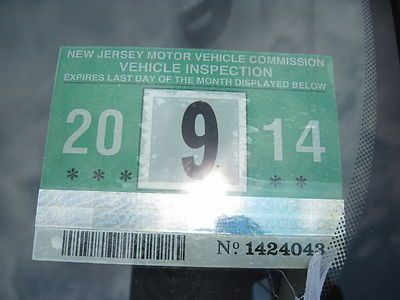 NEW JERSEY MOTOR VEHICLE COMMISSION
VEHICLE INSPECTION
EXPIRES LAST DAY OF THE MONTH DISPLAYED BELOW
20 9 14
*** **
Nº 1424043